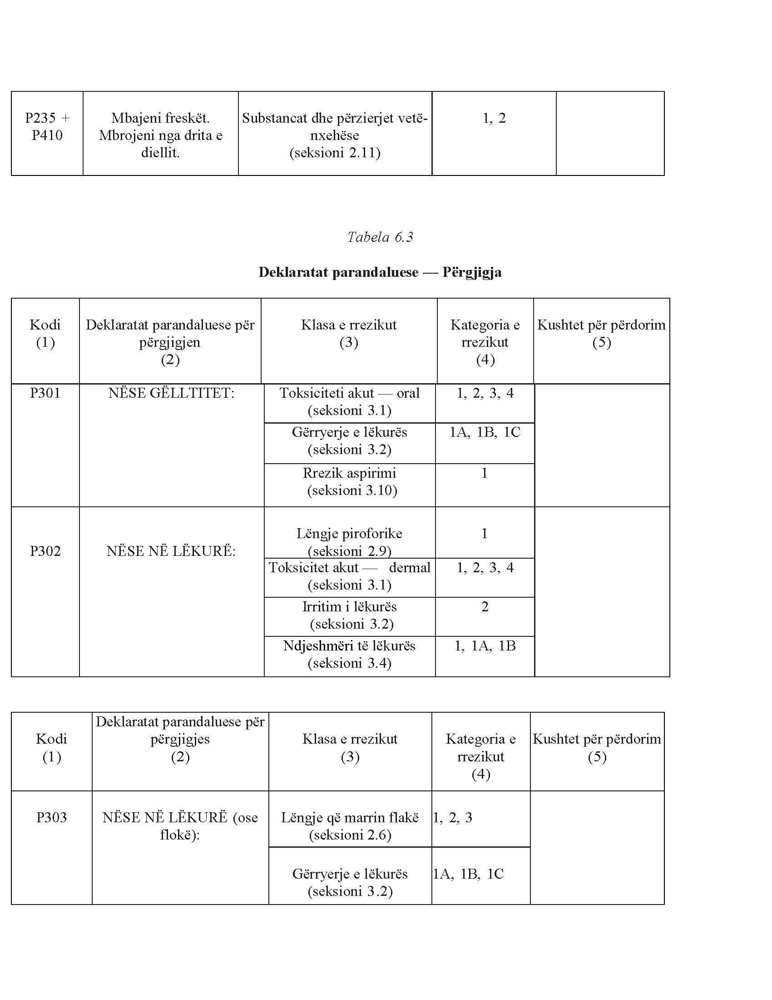 P235 +
P410
Mbajeni freskët.
Mbrojeni nga drita e
diellit.
Substancat dhe përzierjet vetë-
nxehëse
(seksioni 2.11)
1, 2
Tabela 6.3
Deklaratat parandaluese — Përgjigja
Kodi
(1)
Deklaratat parandaluese për
përgjigjen
(2)
Klasa e rrezikut
(3)
Kategoria e
rrezikut
(4)
Kushtet për përdorim
(5)
P301
NËSE GËLLTITET:
Toksiciteti akut — oral
(seksioni 3.1)
1, 2, 3, 4
Gërryerje e lëkurës
(seksioni 3.2)
1A, 1B, 1C
Rrezik aspirimi
(seksioni 3.10)
1
P302
NËSE NË LËKURË:
Lëngje piroforike
(seksioni 2.9)
1
Toksicitet akut — dermal
(seksioni 3.1)
1, 2, 3, 4
Irritim i lëkurës
(seksioni 3.2)
2
Ndjeshmëri të lëkurës
(seksioni 3.4)
1, 1A, 1B
Kodi
(1)
Deklaratat parandaluese për
përgjigjes
(2)
Klasa e rrezikut
(3)
Kategoria e
rrezikut
(4)
Kushtet për përdorim
(5)
P303
NËSE NË LËKURË (ose
flokë):
Lëngje që marrin flakë
(seksioni 2.6)
1, 2, 3
Gërryerje e lëkurës
(seksioni 3.2)
1A, 1B, 1C